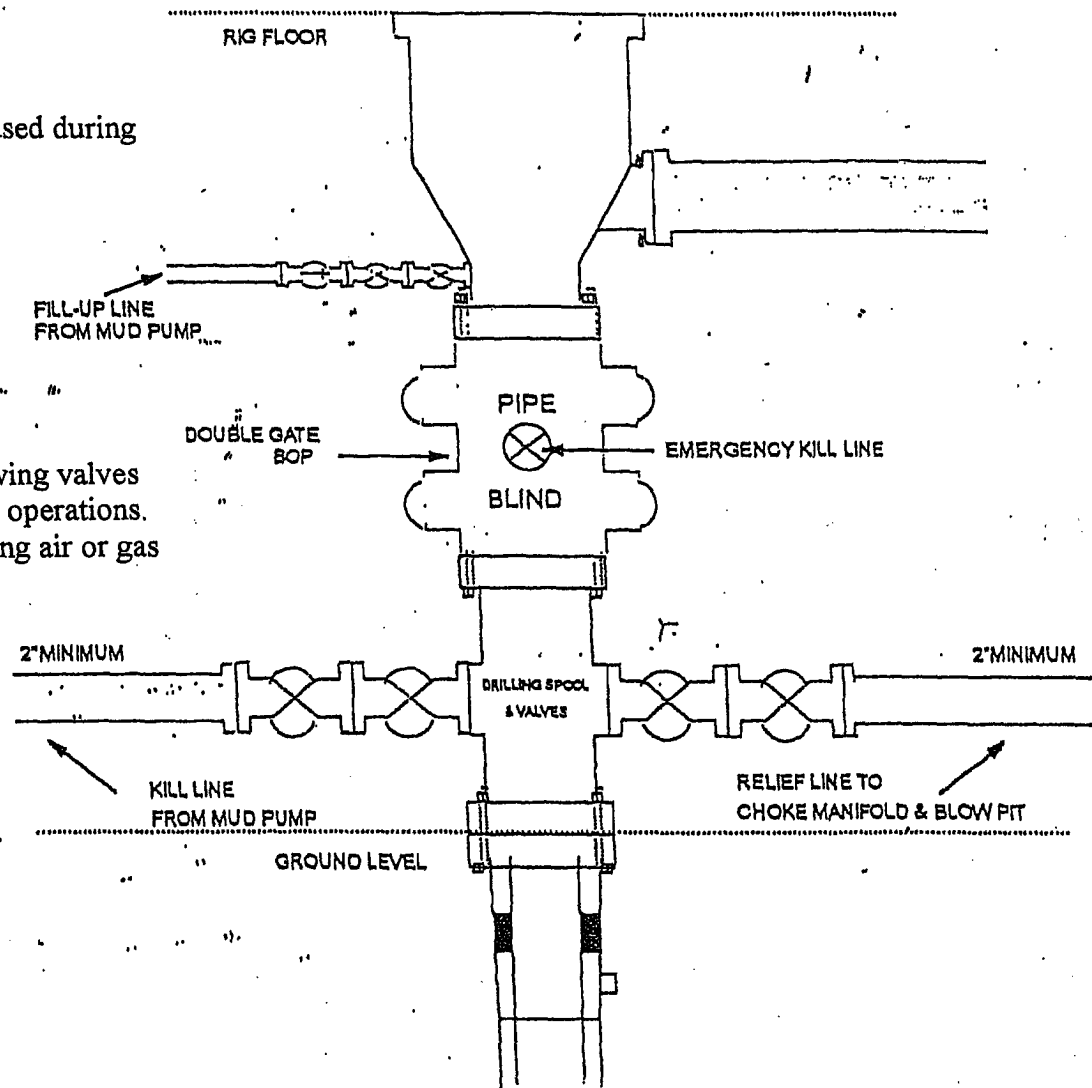 RIG FLOOR
used during
FILL-UP LINE
FROM MUD PUMP
PIPE
DOUBLE GATE
BOP
EMERGENCY KILL LINE
BLIND
wing valves
operations.
ng air or gas
2"MINIMUM
2"MINIMUM
DRILLING SPOOL
& VALVES
KILL LINE
FROM MUD PUMP
RELIEF LINE TO
CHOKE MANIFOLD & BLOW PIT
GROUND LEVEL